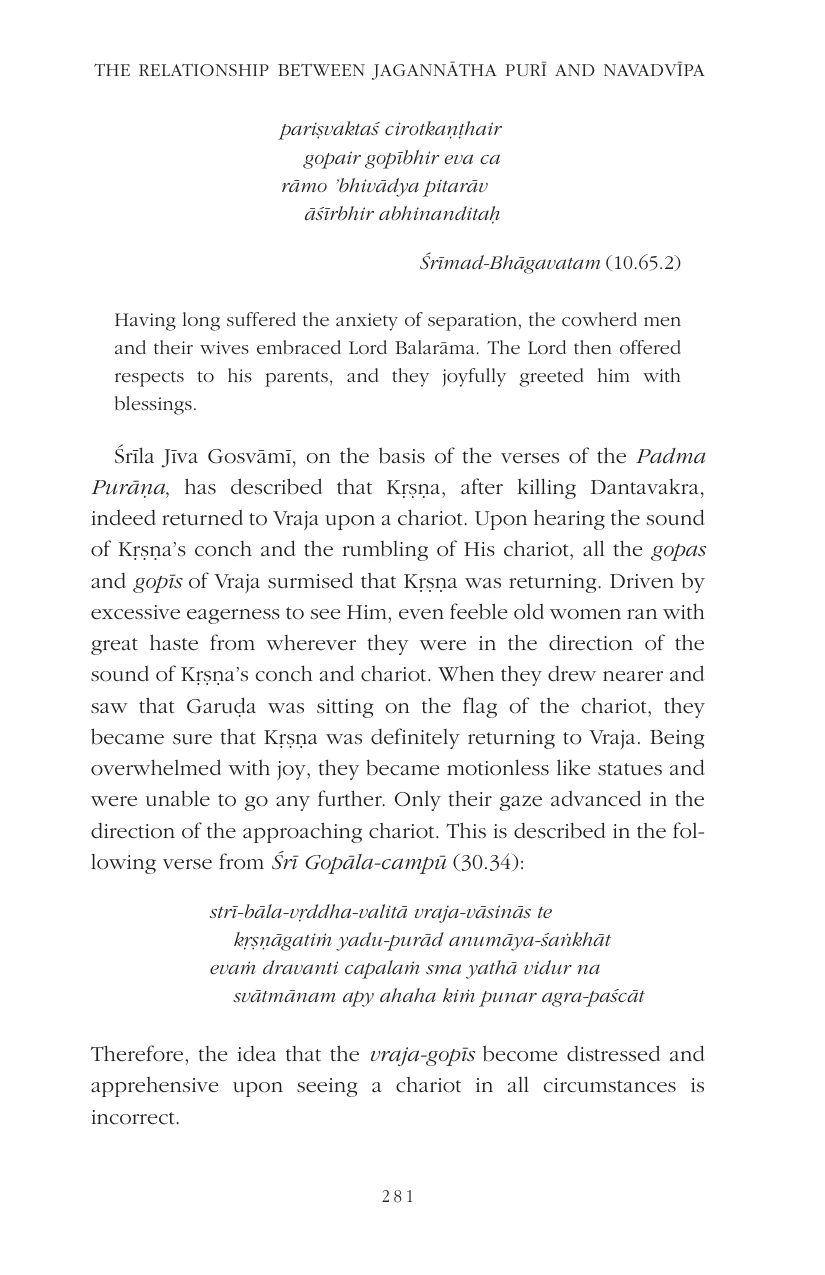 THE RELATIONSHIP BETWEEN JAGANNĀTHA PURĪ AND NAVADVĪPA
pariṣvaktaś cirotkaṇṭhair
gopair gopībhir eva ca
rāmo ’bhivādya pitarāv
āśīrbhir abhinanditaḥ
Śrīmad-Bhāgavatam (10.65.2)
Having long suffered the anxiety of separation, the cowherd men
and their wives embraced Lord Balarāma. The Lord then offered
respects to his parents, and they joyfully greeted him with
blessings.
Śrīla Jīva Gosvāmī, on the basis of the verses of the Padma
Purāṇa, has described that Kṛṣṇa, after killing Dantavakra,
indeed returned to Vraja upon a chariot. Upon hearing the sound
of Kṛṣṇa’s conch and the rumbling of His chariot, all the gopas
and gopīs of Vraja surmised that Kṛṣṇa was returning. Driven by
excessive eagerness to see Him, even feeble old women ran with
great haste from wherever they were in the direction of the
sound of Kṛṣṇa’s conch and chariot. When they drew nearer and
saw that Garuḍa was sitting on the flag of the chariot, they
became sure that Kṛṣṇa was definitely returning to Vraja. Being
overwhelmed with joy, they became motionless like statues and
were unable to go any further. Only their gaze advanced in the
direction of the approaching chariot. This is described in the fol-
lowing verse from Śrī Gopāla-campū (30.34):
strī-bāla-vṛddha-valitā vraja-vāsinās te
kṛṣṇāgatiṁ yadu-purād anumāya-śaṅkhāt
evaṁ dravanti capalaṁ sma yathā vidur na
svātmānam apy ahaha kiṁ punar agra-paścāt
Therefore, the idea that the vraja-gopīs become distressed and
apprehensive upon seeing a chariot in all circumstances is
incorrect.
281